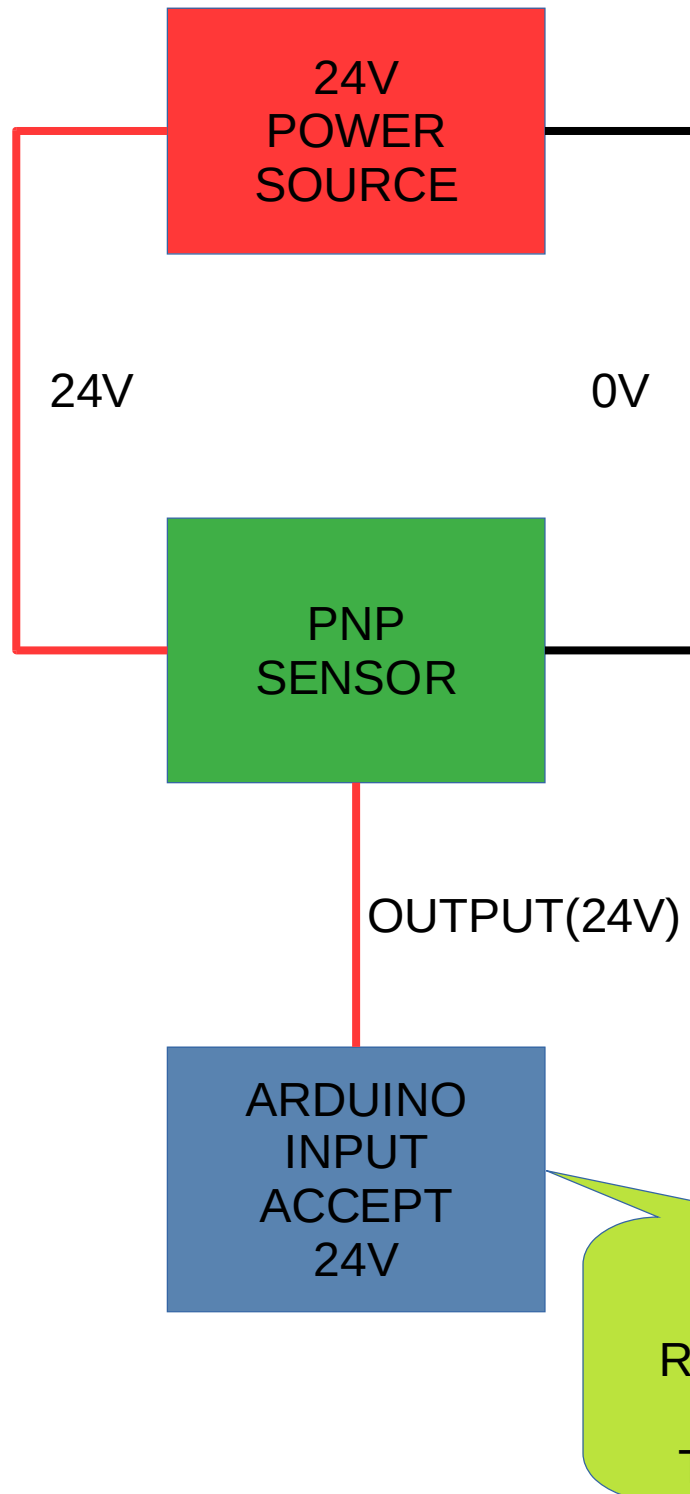 24V
POWER
SOURCE
24V
0V
PNP
SENSOR
OUTPUT(24V)
ARDUINO
INPUT
ACCEPT
24V